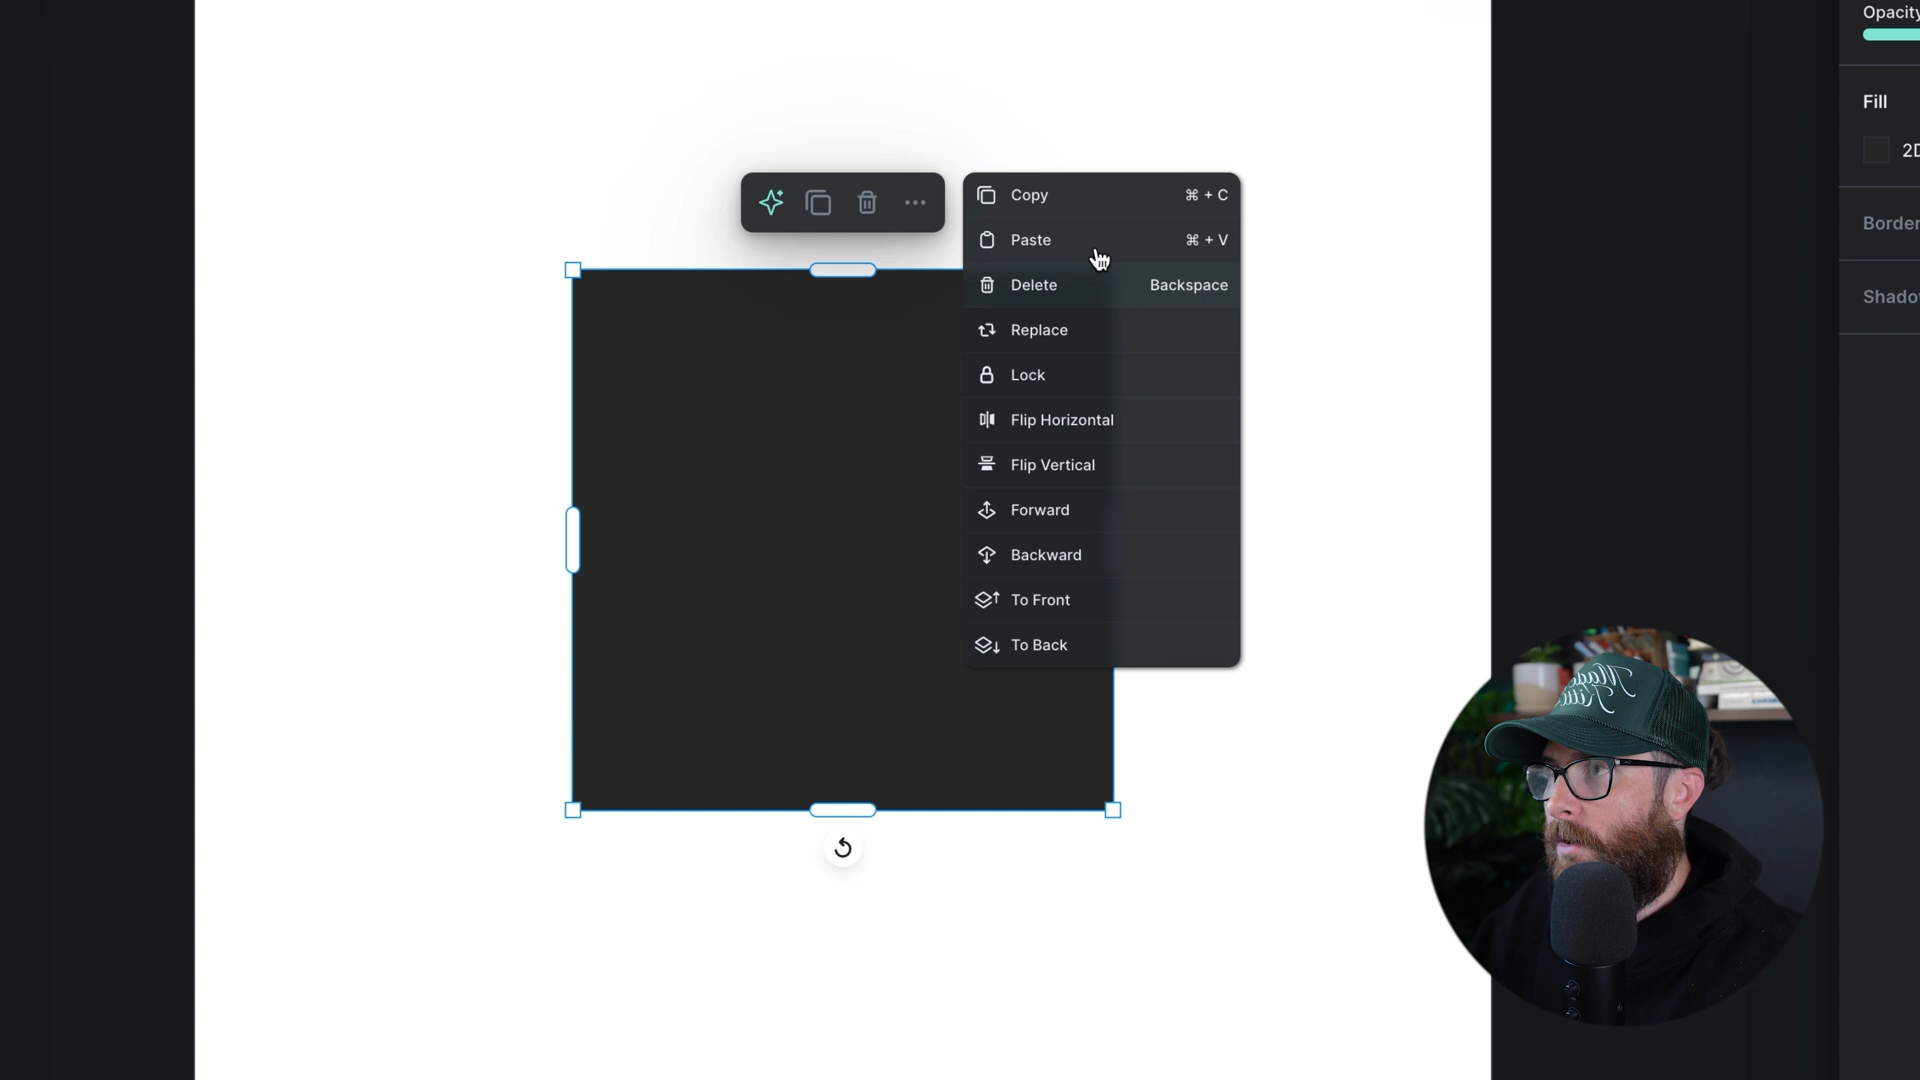 Opacity
Fill
2D
Border
Shadow
Copy ⌘ + C
Paste ⌘ + V
Delete Backspace
Replace
Lock
Flip Horizontal
Flip Vertical
Forward
Backward
To Front
To Back